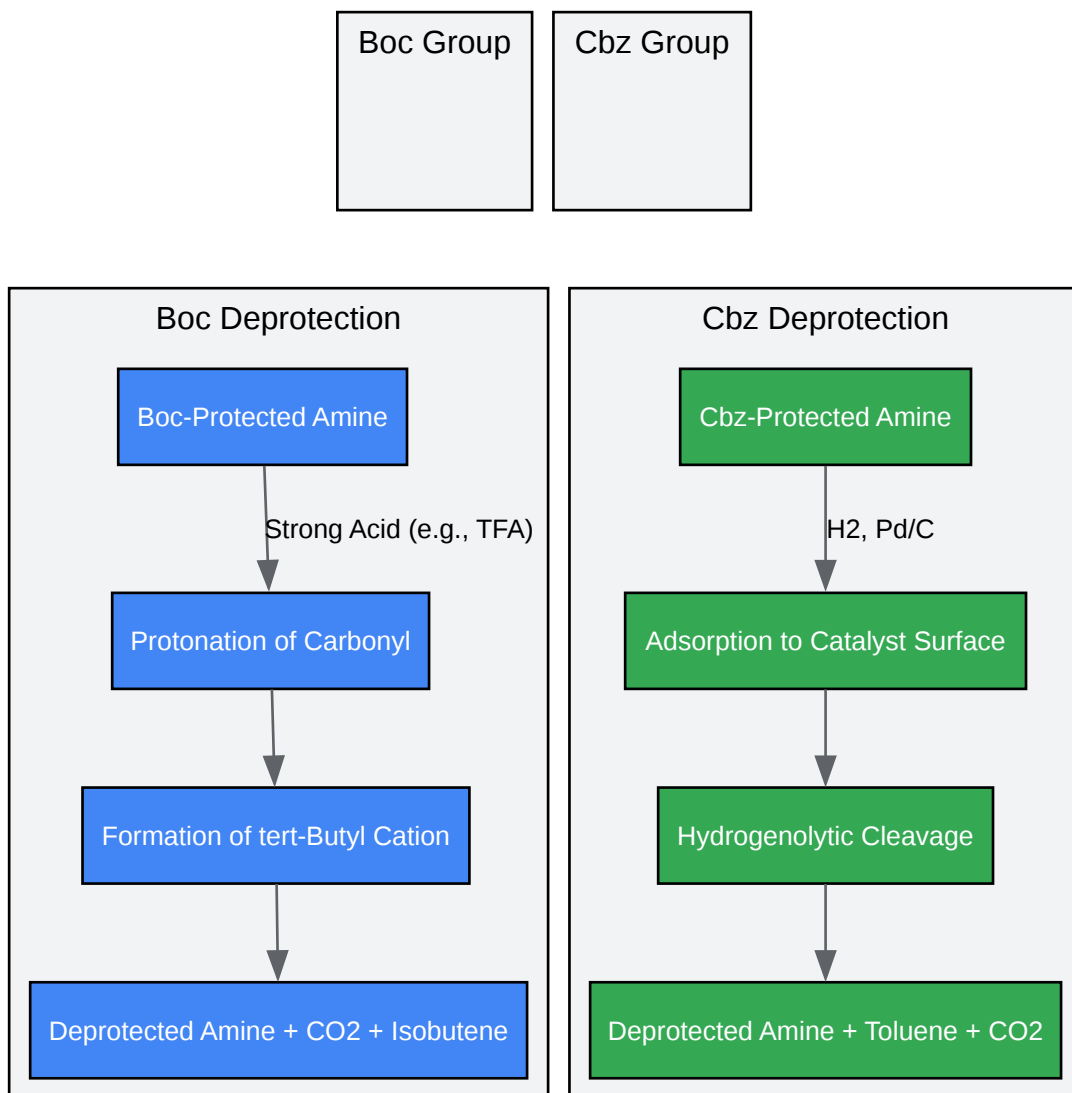 Boc Group
Cbz Group
Boc Deprotection
Boc-Protected Amine
Strong Acid (e.g., TFA)
Protonation of Carbonyl
Formation of tert-Butyl Cation
Deprotected Amine + CO2 + Isobutene
Cbz Deprotection
Cbz-Protected Amine
H2, Pd/C
Adsorption to Catalyst Surface
Hydrogenolytic Cleavage
Deprotected Amine + Toluene + CO2